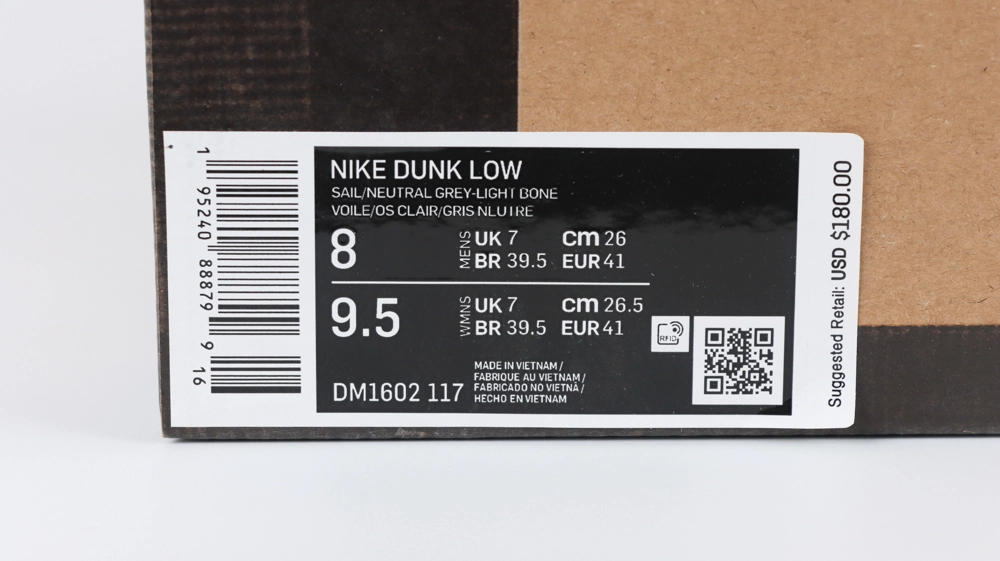 1 95240 88879 9
16
NIKE DUNK LOW
SAIL/NEUTRAL GREY-LIGHT BONE
VOILE/OS CLAIR/GRIS NLUTRE
8 MENS UK 7 cm 26
BR 39.5 EUR 41
9.5 WMNS UK 7 cm 26.5
BR 39.5 EUR 41
RFID
DM1602 117
MADE IN VIETNAM /
FABRIQUE AU VIETNAM /
FABRICADO NO VIETNÃ /
HECHO EN VIETNAM
Suggested Retail: USD $180.00